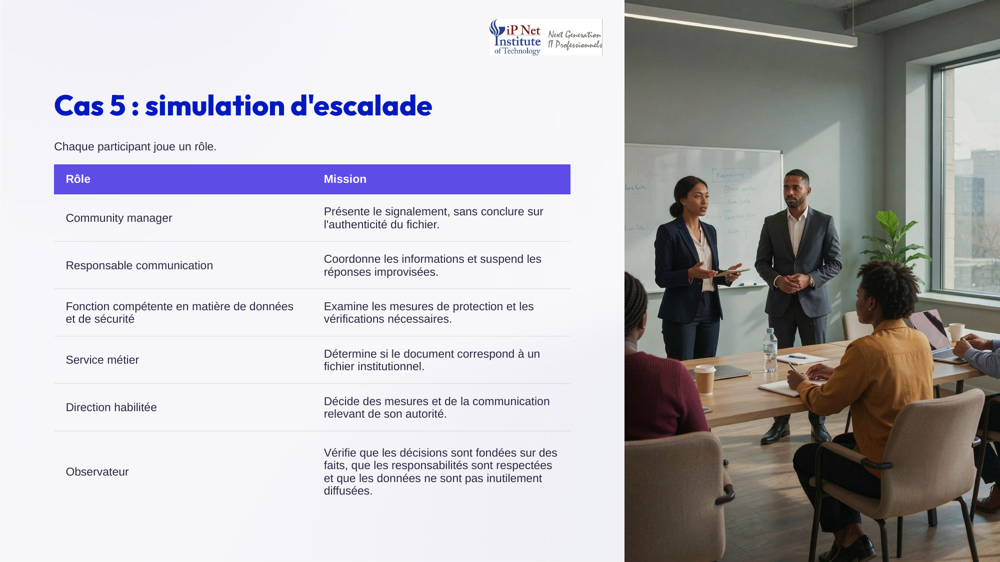 iP Net
Institute
of Technology
Next Generation
IT Professionnels
Cas 5 : simulation d'escalade
Chaque participant joue un rôle.
Rôle
Mission
Community manager
Présente le signalement, sans conclure sur
l'authenticité du fichier.
Responsable communication
Coordonne les informations et suspend les
réponses improvisées.
Fonction compétente en matière de données
et de sécurité
Examine les mesures de protection et les
vérifications nécessaires.
Service métier
Détermine si le document correspond à un
fichier institutionnel.
Direction habilitée
Décide des mesures et de la communication
relevant de son autorité.
Observateur
Vérifie que les décisions sont fondées sur des
faits, que les responsabilités sont respectées
et que les données ne sont pas inutilement
diffusées.